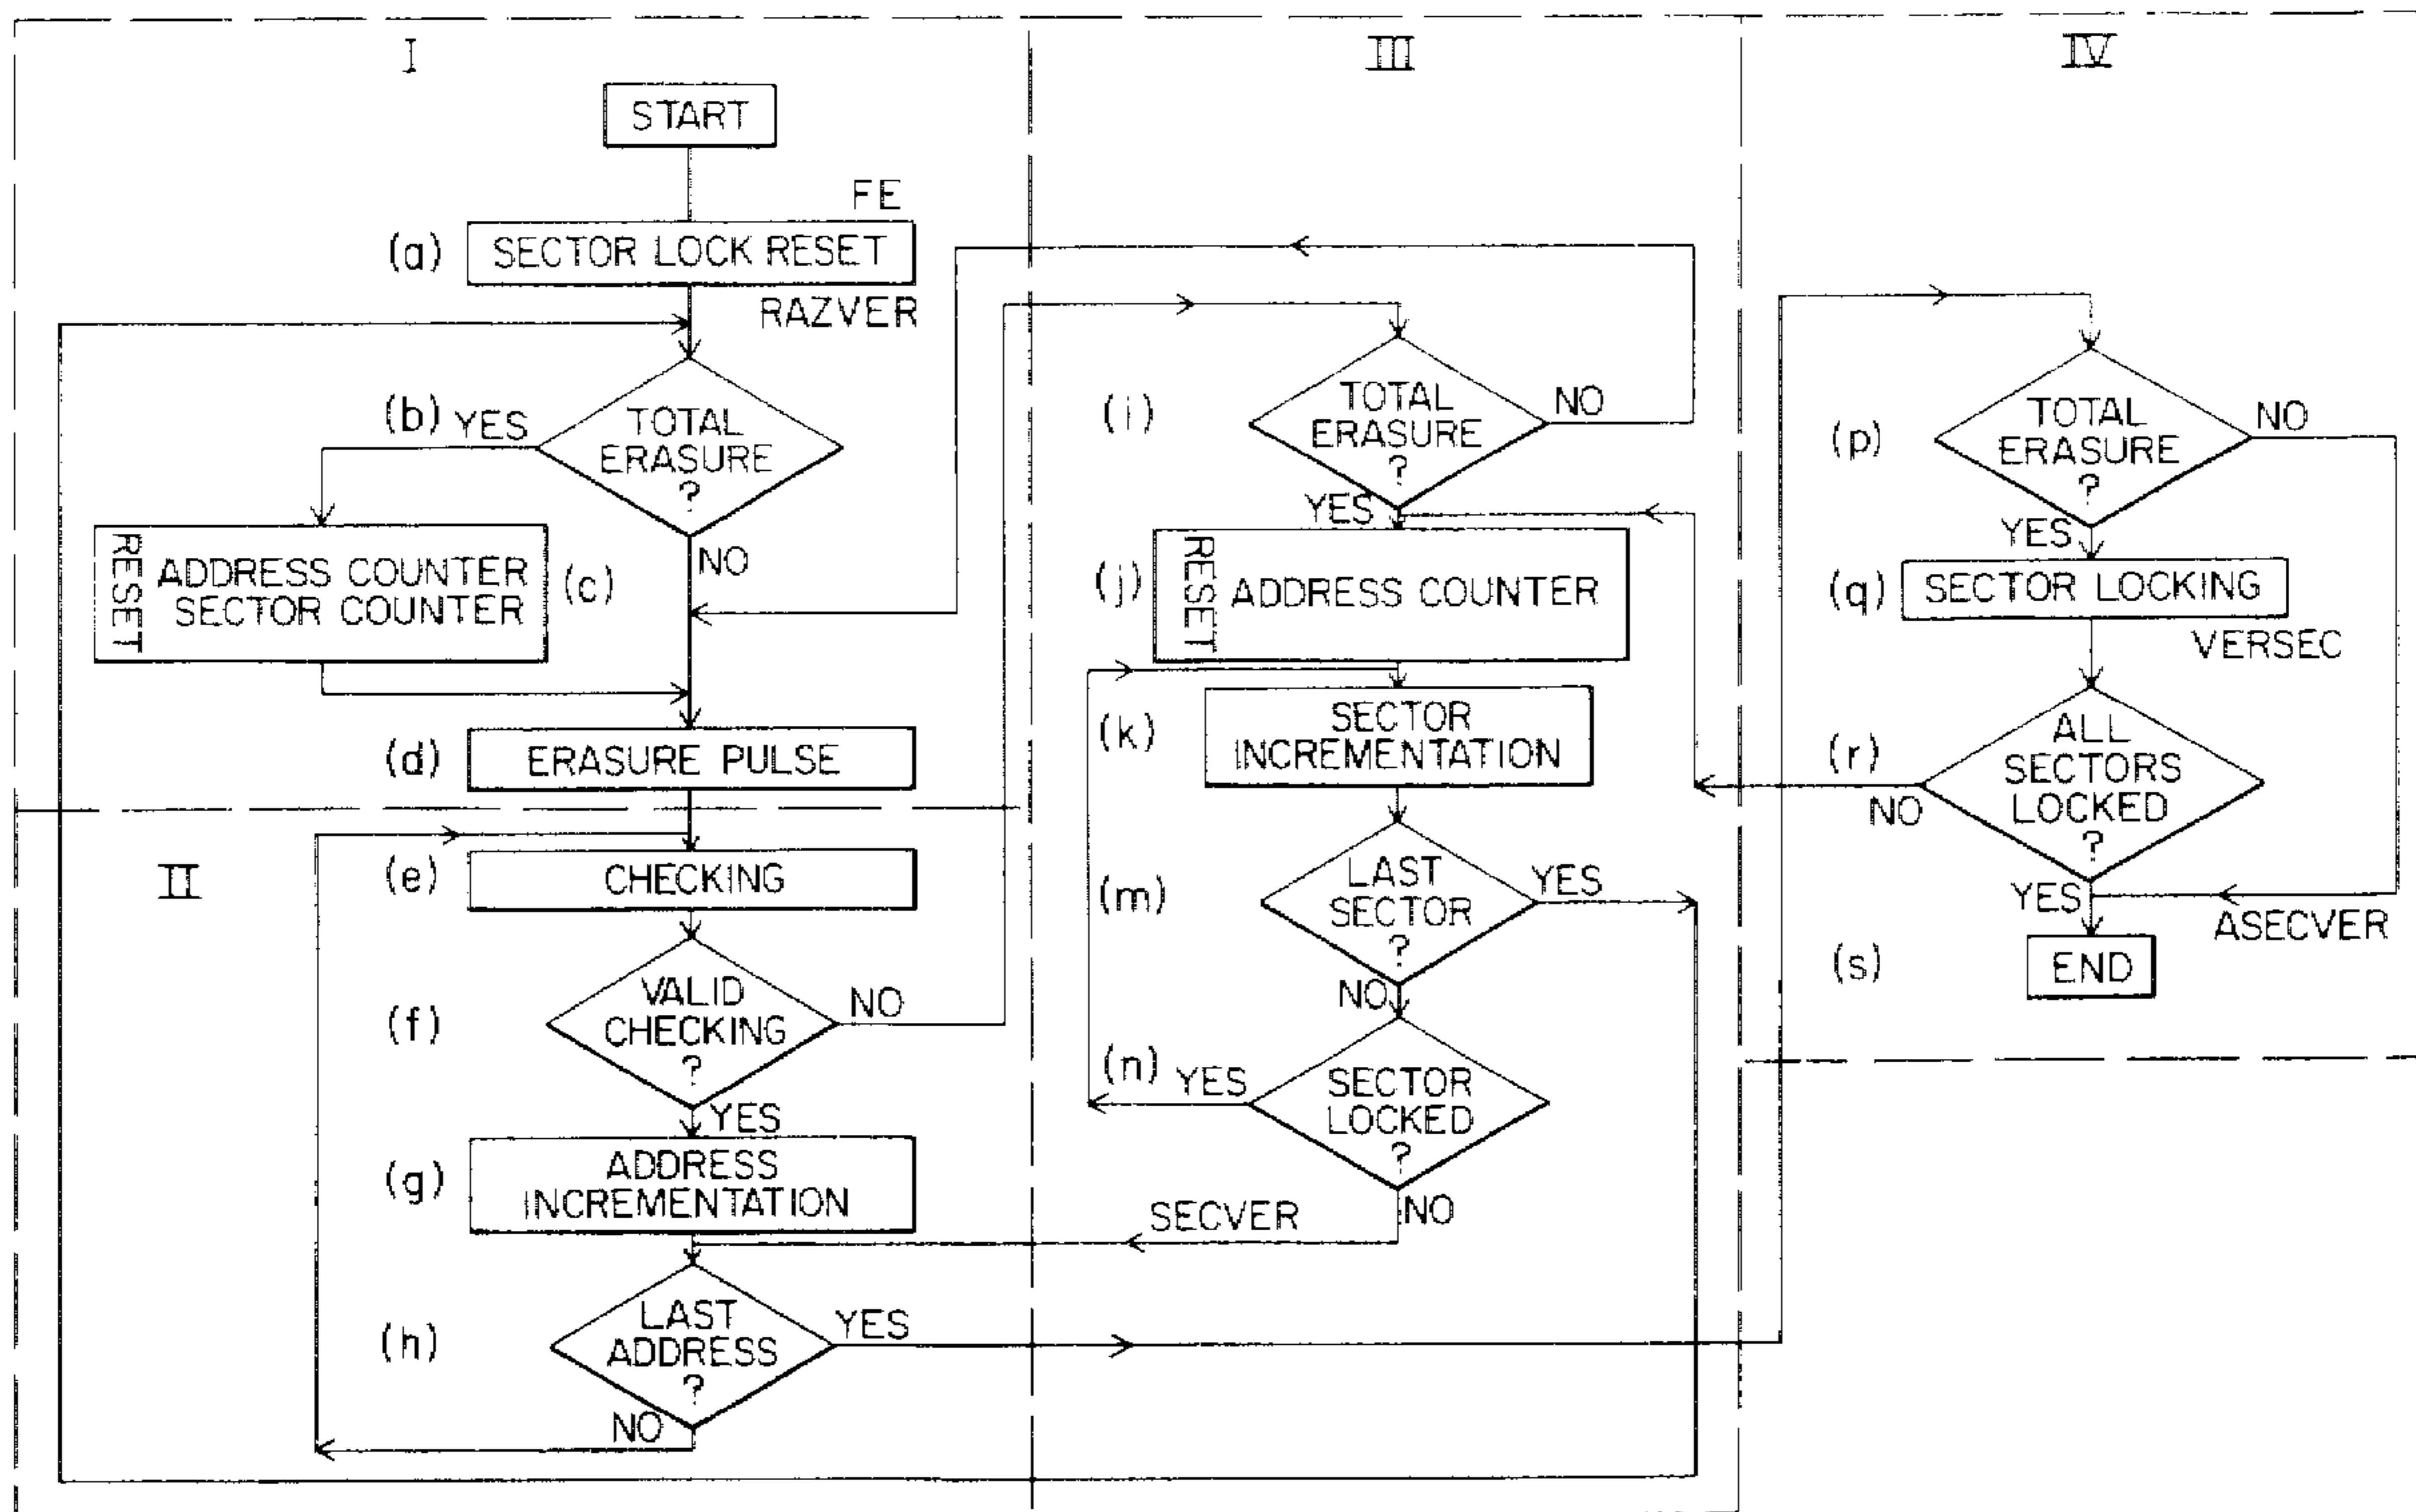 I
START
FE
(a)
SECTOR LOCK RESET
RAZVER
(b)
YES
TOTAL
ERASURE
?
NO
RESET
ADDRESS COUNTER
SECTOR COUNTER
(c)
(d)
ERASURE PULSE
II
(e)
CHECKING
(f)
VALID
CHECKING
?
NO
YES
(g)
ADDRESS
INCREMENTATION
(h)
LAST
ADDRESS
?
YES
NO
III
(i)
TOTAL
ERASURE
?
NO
YES
(j)
RESET
ADDRESS COUNTER
(k)
SECTOR
INCREMENTATION
(m)
LAST
SECTOR
?
YES
NO
(n)
YES
SECTOR
LOCKED
?
NO
SECVER
IV
(p)
TOTAL
ERASURE
?
NO
YES
(q)
SECTOR LOCKING
VERSEC
(r)
ALL
SECTORS
LOCKED
?
NO
YES
ASECVER
(s)
END